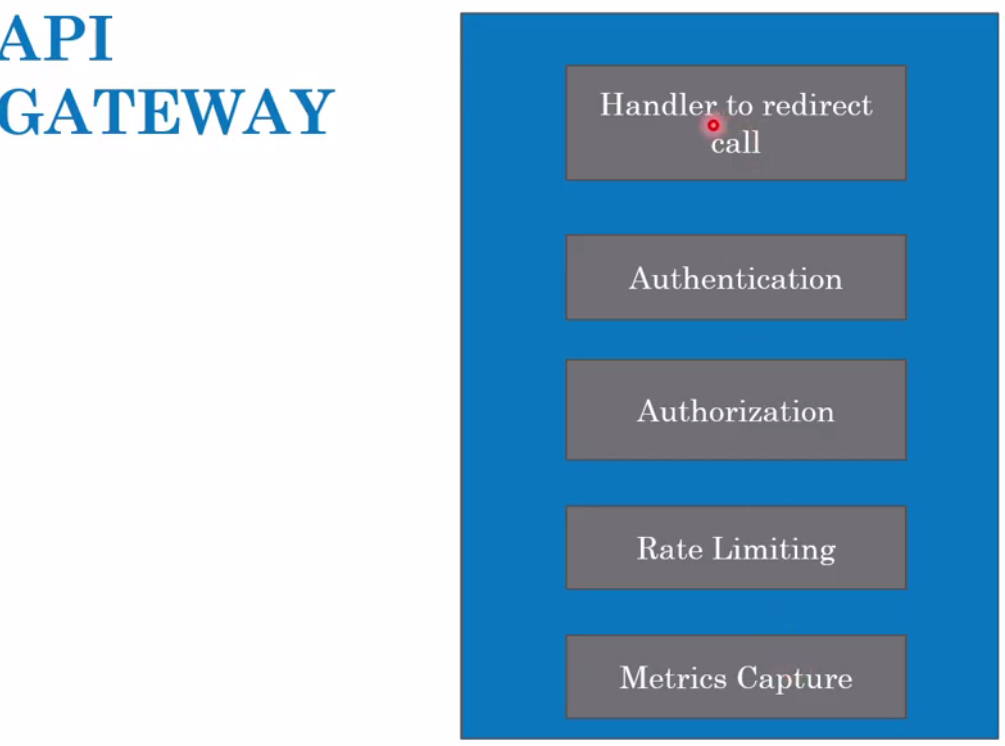 API
GATEWAY
Handler to redirect
call
Authentication
Authorization
Rate Limiting
Metrics Capture